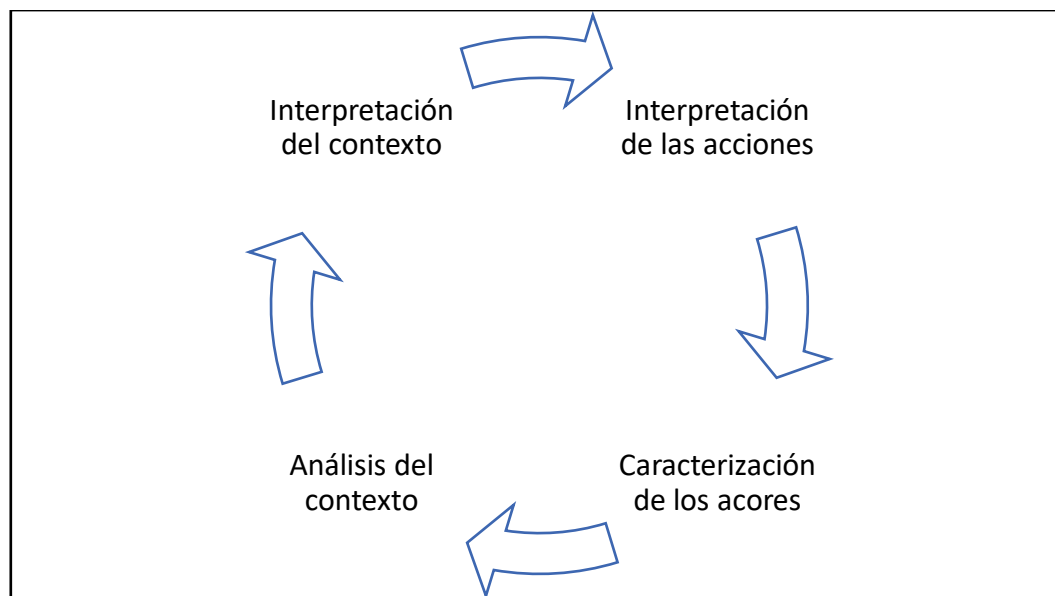 Interpretación
del contexto
Interpretación
de las acciones
Caracterización
de los acores
Análisis del
contexto